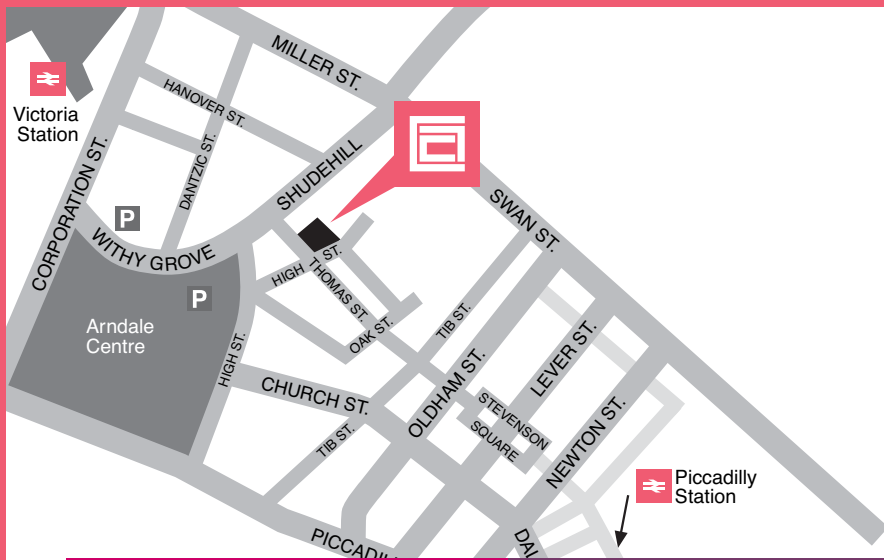 MILLER ST.
HANOVER ST.
Victoria
Station
DANTZIC ST.
SHUDEHILL
CORPORATION ST.
P
WITHY GROVE
SWAN ST.
HIGH ST.
THOMAS ST.
P
Arndale
Centre
OAK ST.
TIB ST.
HIGH ST.
CHURCH ST.
OLDHAM ST.
LEVER ST.
STEVENSON
SQUARE
TIB ST.
NEWTON ST.
Piccadilly
Station